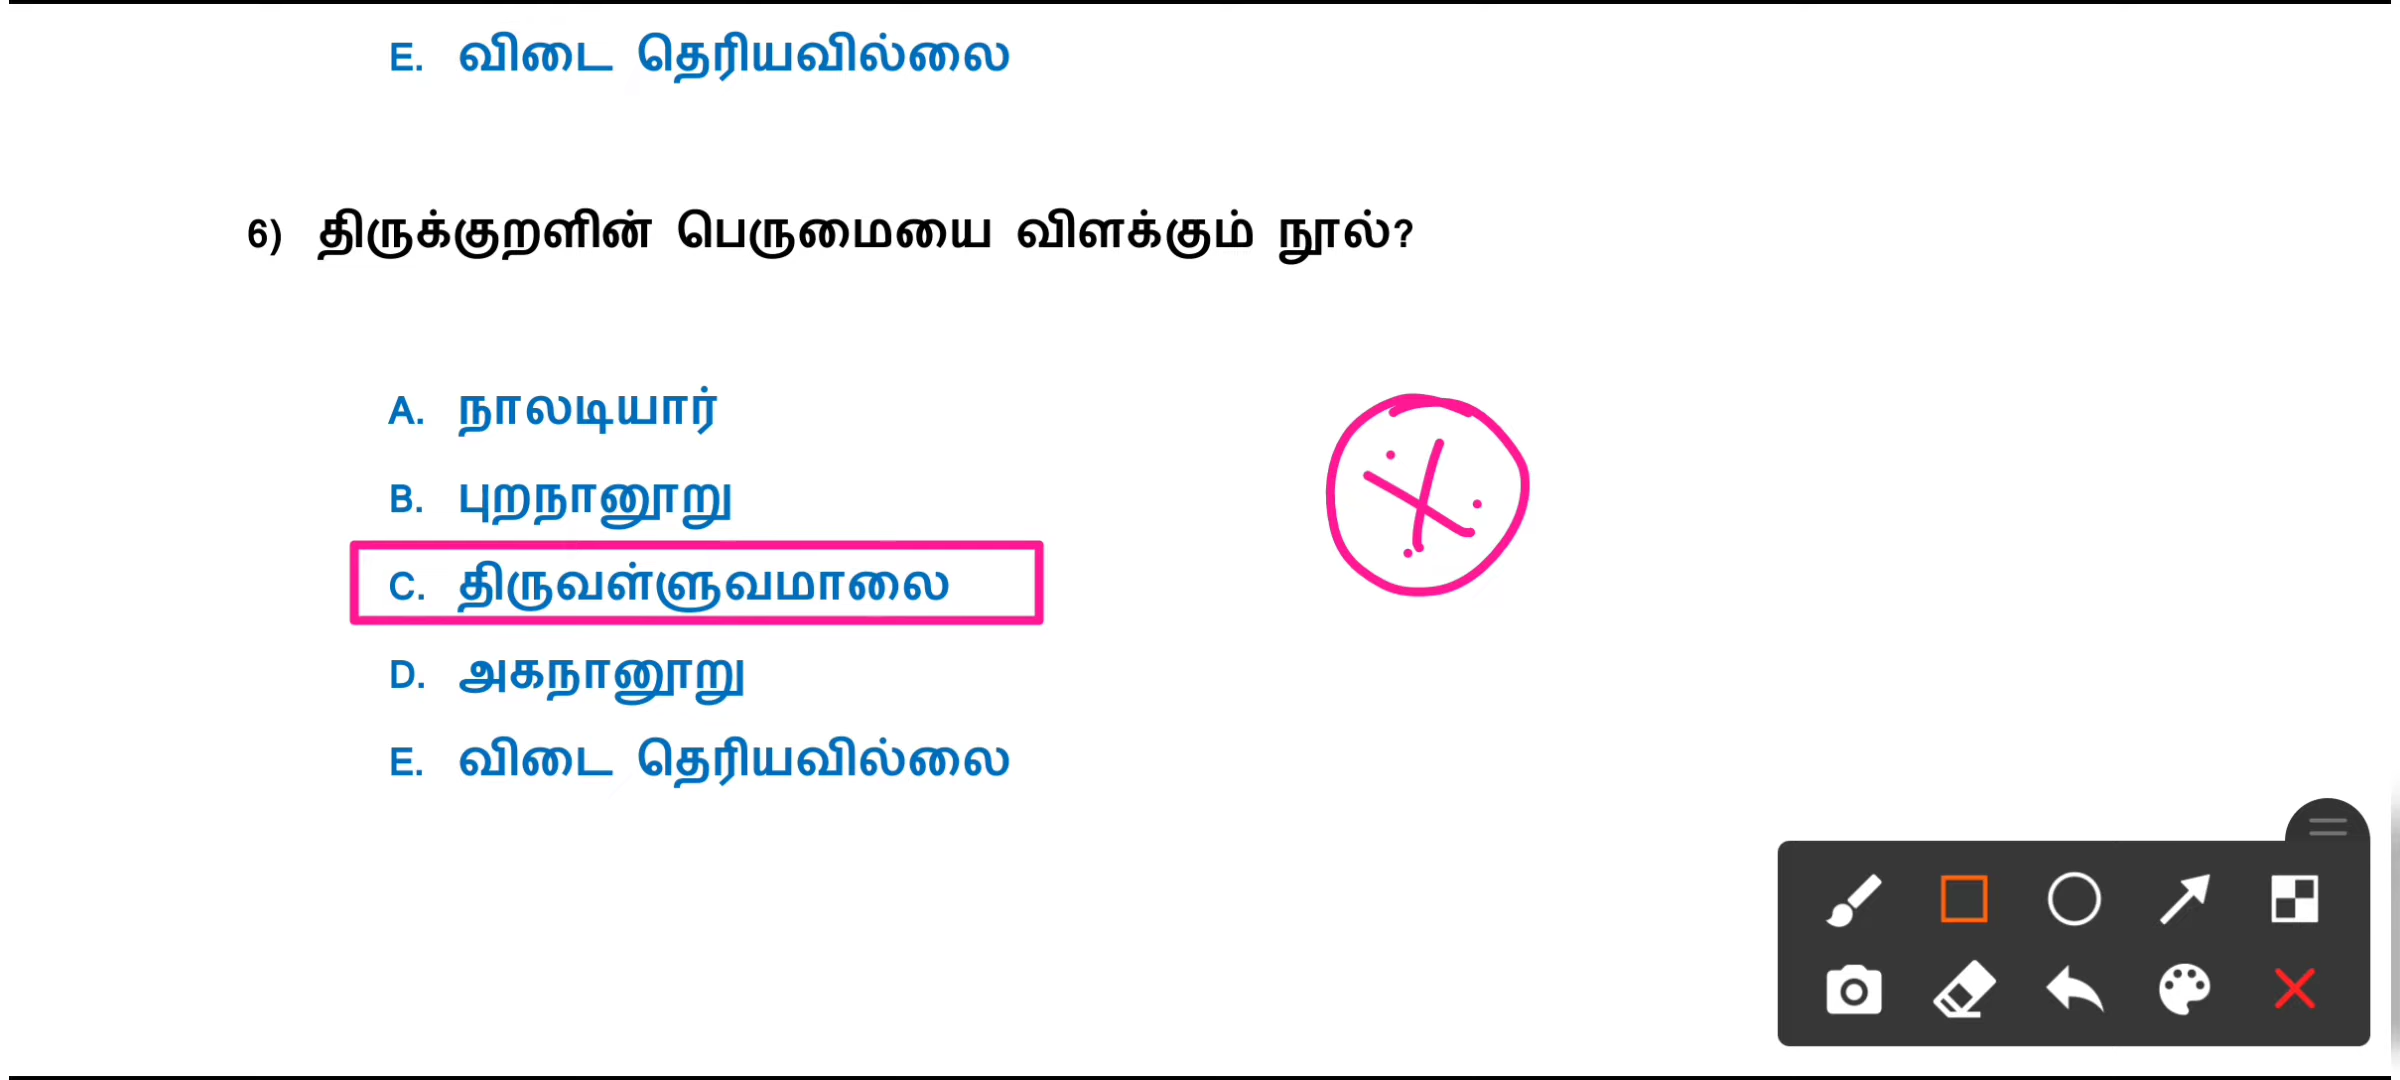 E. விடை தெரியவில்லை
6) திருக்குறளின் பெருமையை விளக்கும் நூல்?
A. நாலடியார்
B. புறநானூறு
C. திருவள்ளுவமாலை
D. அகநானூறு
E. விடை தெரியவில்லை